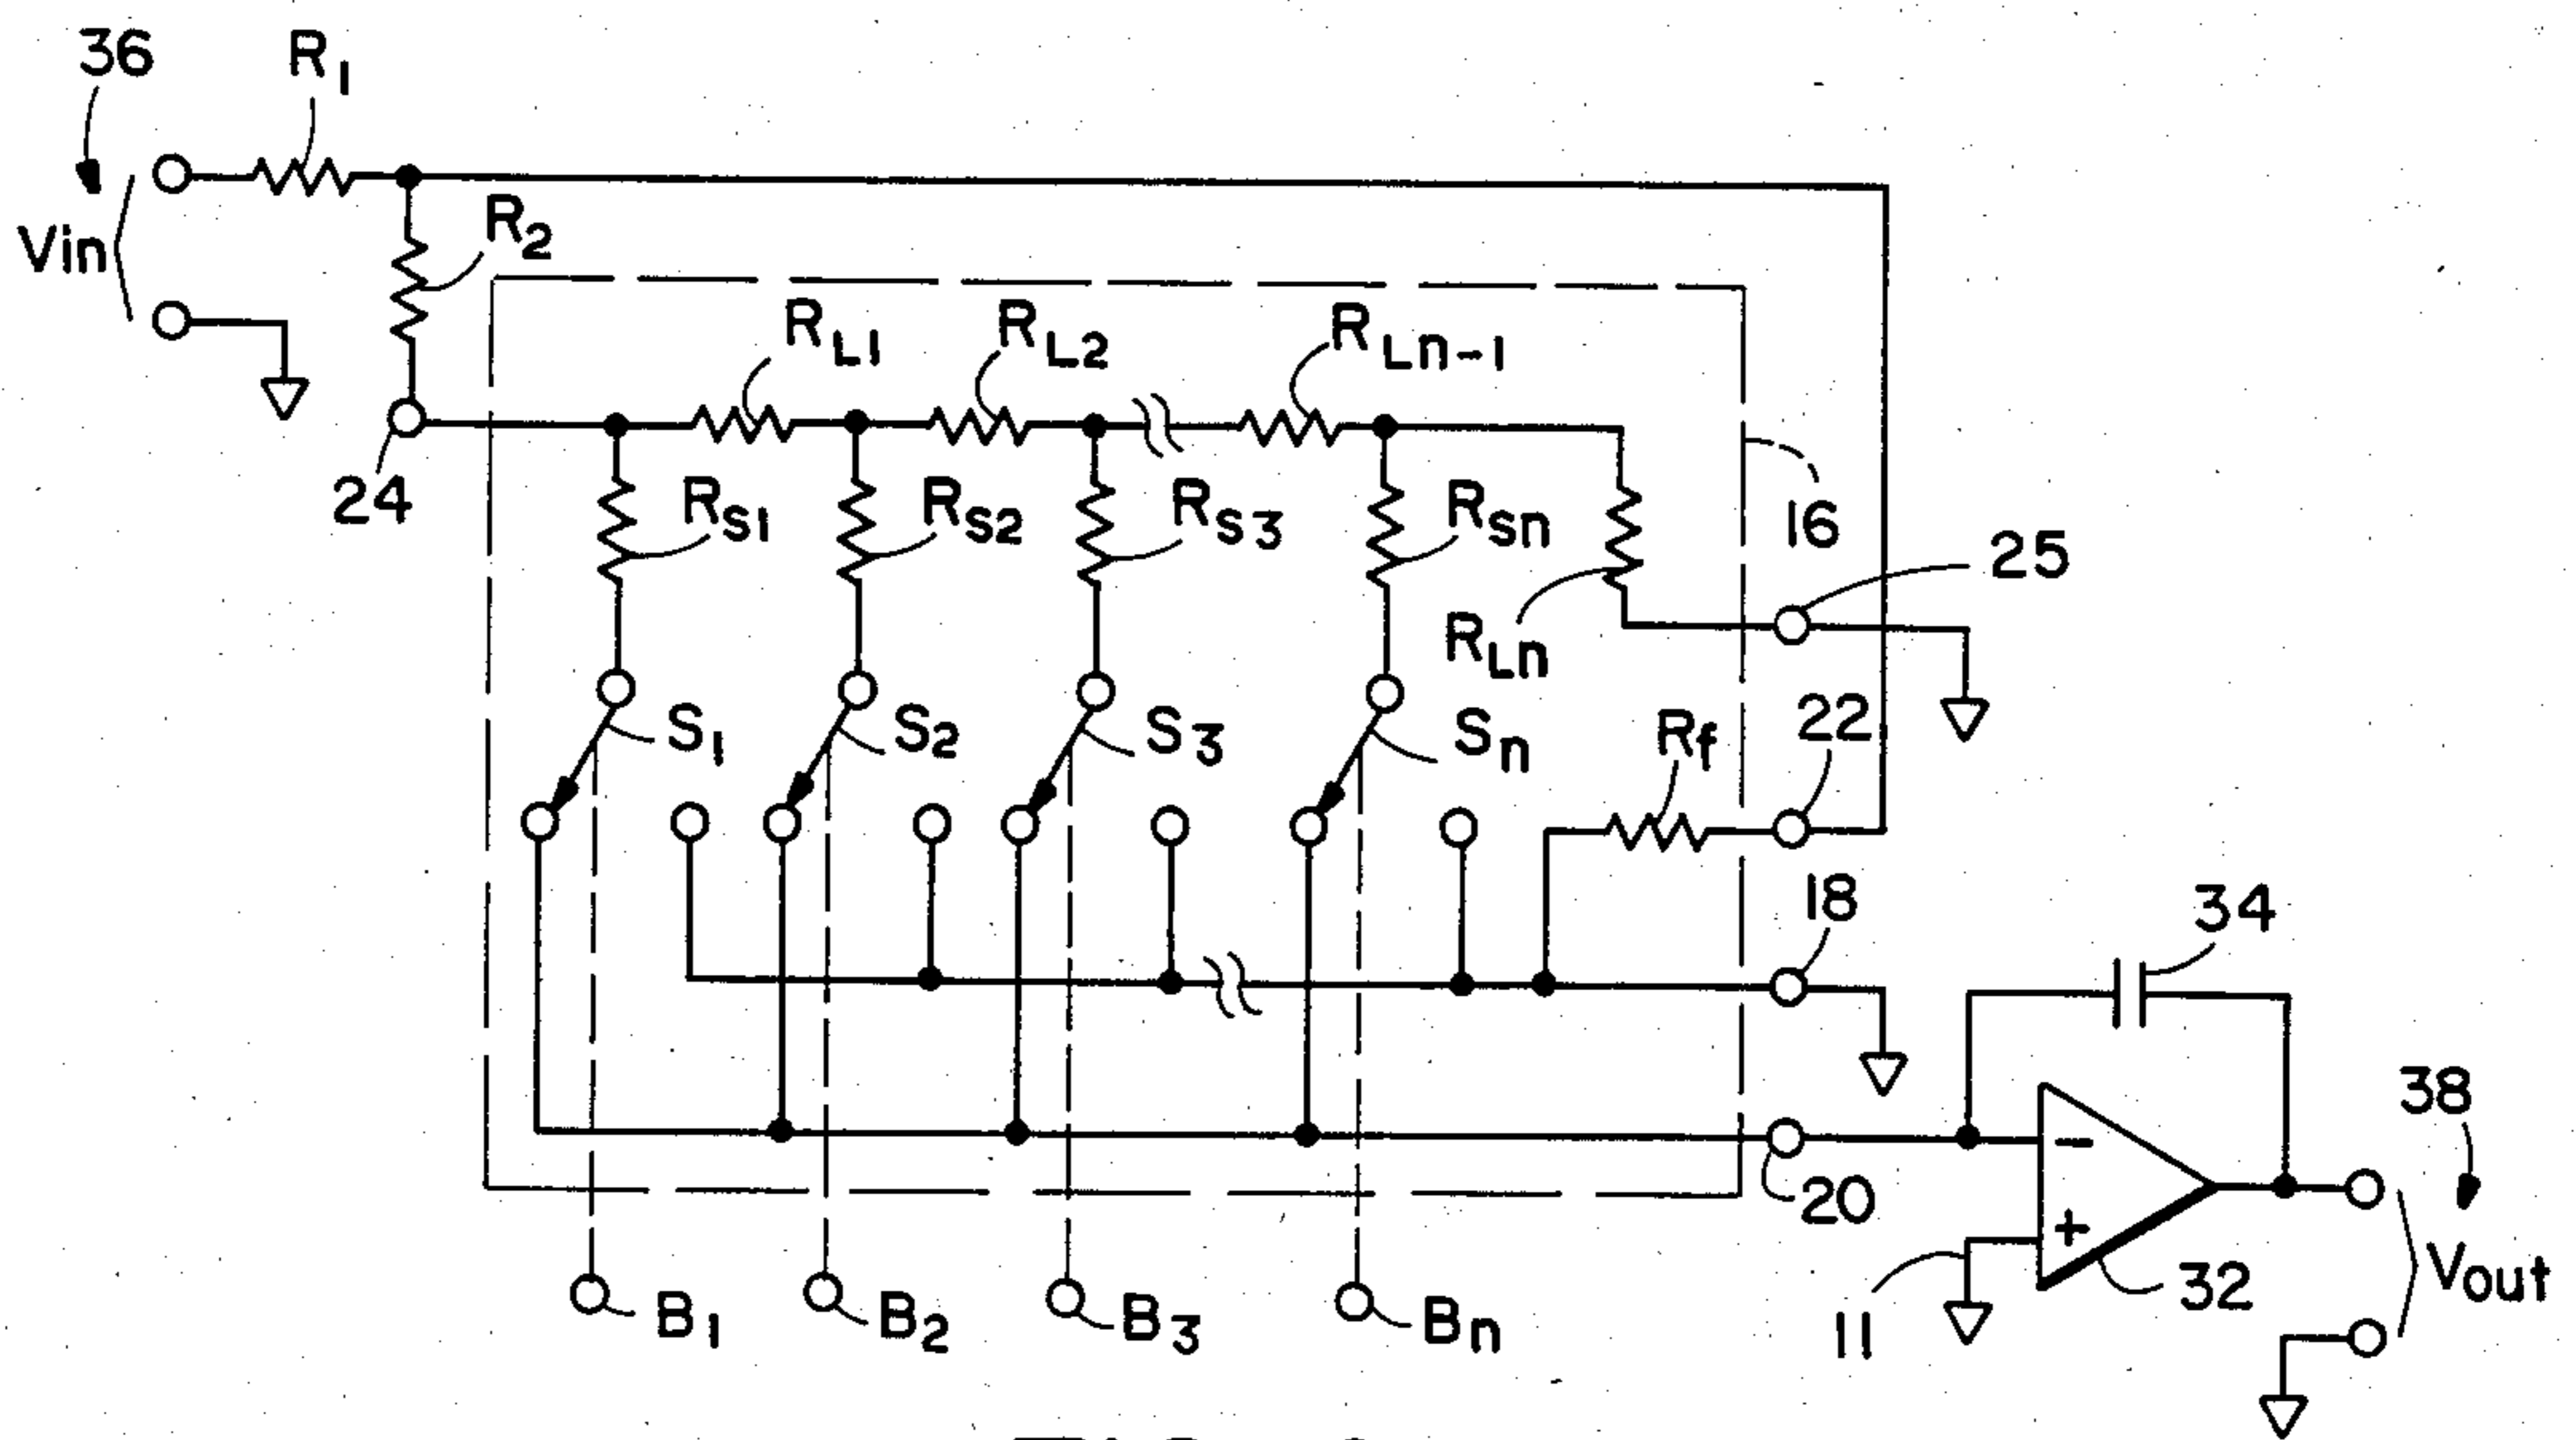 36
R1
Vin
R2
RL1
RL2
RLn-1
24
RS1
RS2
RS3
RSn
16
25
RLn
S1
S2
S3
Sn
Rf
22
18
34
38
20
-
+
B1
B2
B3
Bn
11
32
Vout